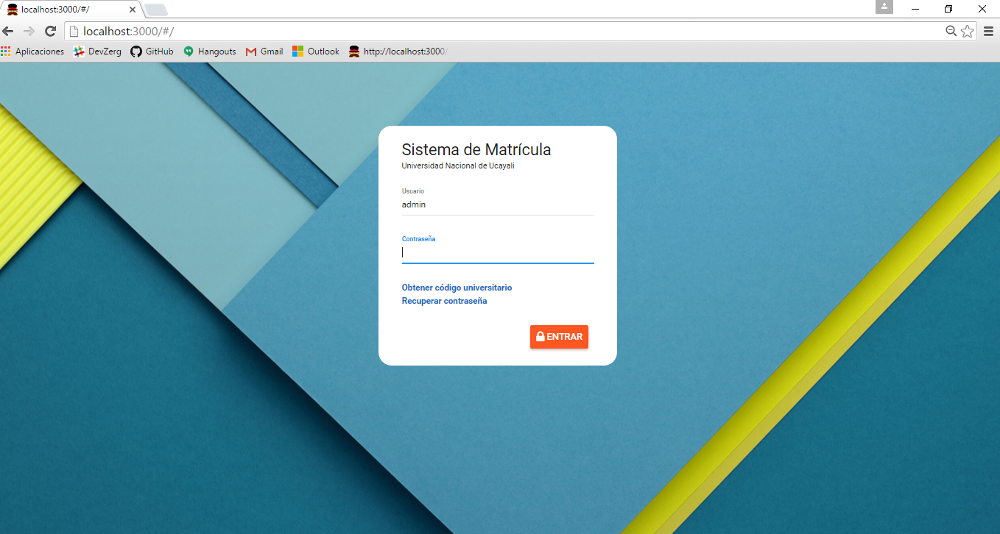 localhost:3000/#/
localhost:3000/#/
Aplicaciones DevZerg GitHub Hangouts Gmail Outlook http://localhost:3000/
Sistema de Matrícula
Universidad Nacional de Ucayali
Usuario
admin
Contraseña
Obtener código universitario
Recuperar contraseña
ENTRAR